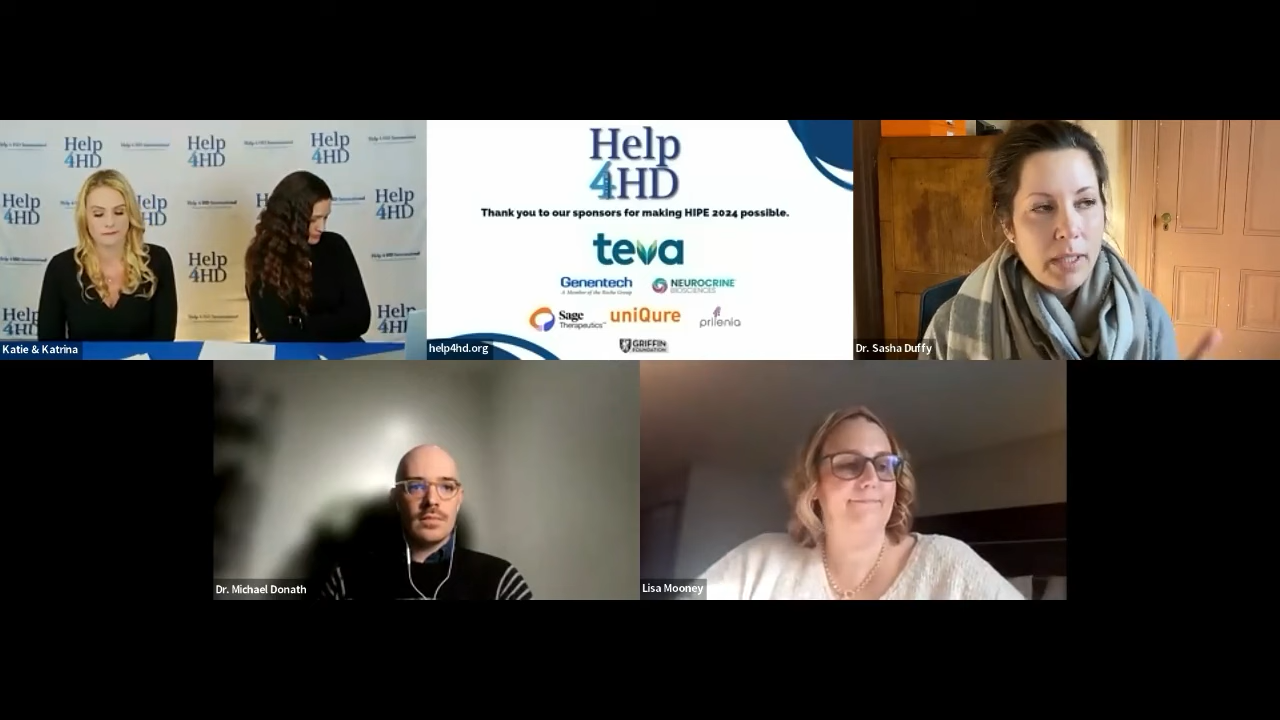 Help
4HD
Help
4HD
Help
4HD
Help
4HD
Help
4HD
Help
4HD
Help
4HD
Help
Katie & Katrina
Help
4HD
Thank you to our sponsors for making HIPE 2024 possible.
teva
Genentech
A Member of the Roche Group
NEUROCRINE
BIOSCIENCES
Sage
Therapeutics™
uniQure
prilenia
GRIFFIN
FOUNDATION
help4hd.org
Dr. Sasha Duffy
Dr. Michael Donath
Lisa Mooney